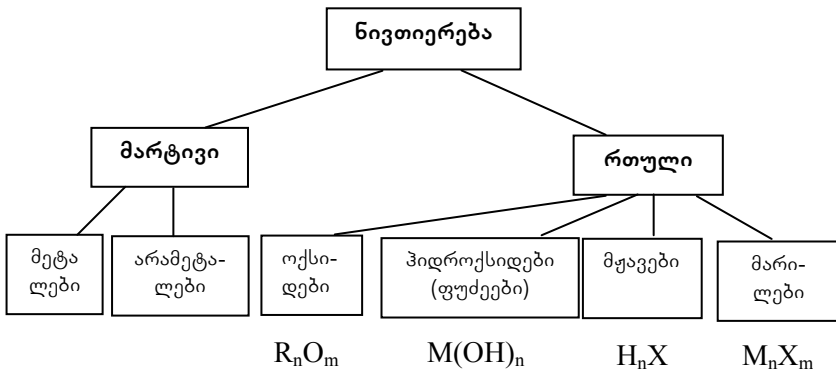 ნივთიერება
მარტივი
რთული
მეტა
ლები
არამეტა-
ლები
ოქსი-
დები
ჰიდროქსიდები
(ფუძეები)
მჟავები
მარი-
ლები
RₙOₘ
M(OH)ₙ
HₙX
MₙXₘ